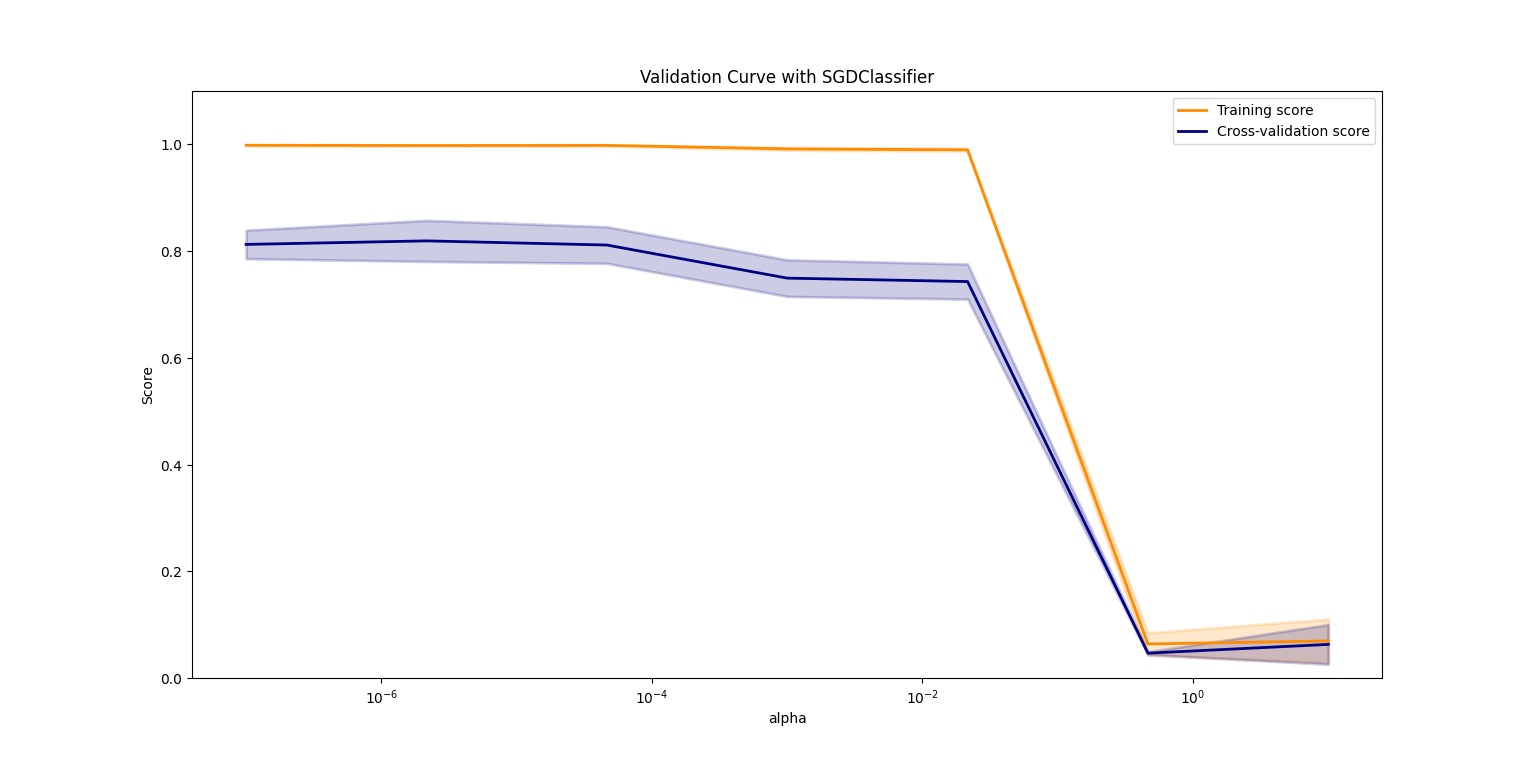 Validation Curve with SGDClassifier
Training score
Cross-validation score
Score
1.0
0.8
0.6
0.4
0.2
0.0
10⁻⁶
10⁻⁴
10⁻²
10⁰
alpha